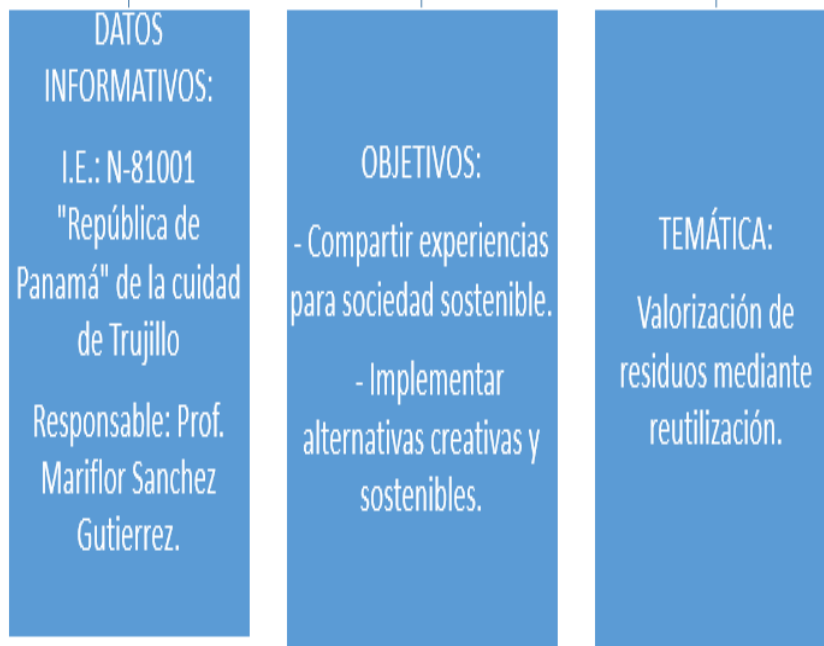 DATOS
INFORMATIVOS:
I.E.: N-81001
"República de
Panamá" de la cuidad
de Trujillo
Responsable: Prof.
Mariflor Sanchez
Gutierrez.
OBJETIVOS:
- Compartir experiencias
para sociedad sostenible.
- Implementar
alternativas creativas y
sostenibles.
TEMÁTICA:
Valorización de
residuos mediante
reutilización.